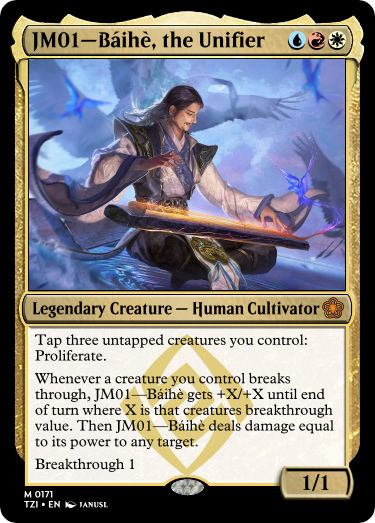 JM01—Báihè, the Unifier
Legendary Creature — Human Cultivator
Tap three untapped creatures you control:
Proliferate.
Whenever a creature you control breaks
through, JM01—Báihè gets +X/+X until end
of turn where X is that creatures breakthrough
value. Then JM01—Báihè deals damage equal
to its power to any target.
Breakthrough 1
1/1
M 0171
TZI • EN JANUSL